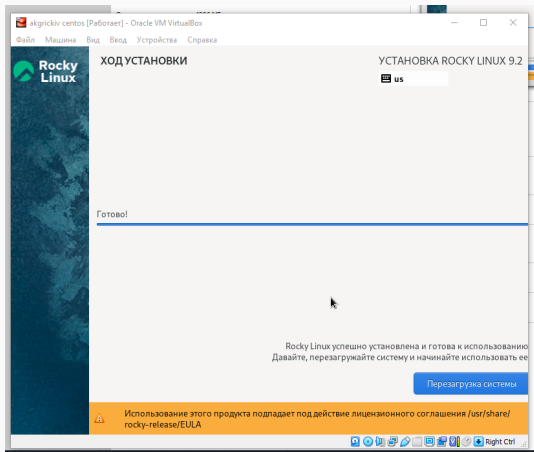 akgrickiv centos [Работает] - Oracle VM VirtualBox
Файл Машина Вид Ввод Устройства Справка
Rocky
Linux
ХОД УСТАНОВКИ
УСТАНОВКА ROCKY LINUX 9.2
us
Готово!
Rocky Linux успешно установлена и готова к использованию
Давайте, перезагружайте систему и начинайте использовать ее
Перезагрузка системы
Использование этого продукта подпадает под действие лицензионного соглашения /usr/share/
rocky-release/EULA
Right Ctrl